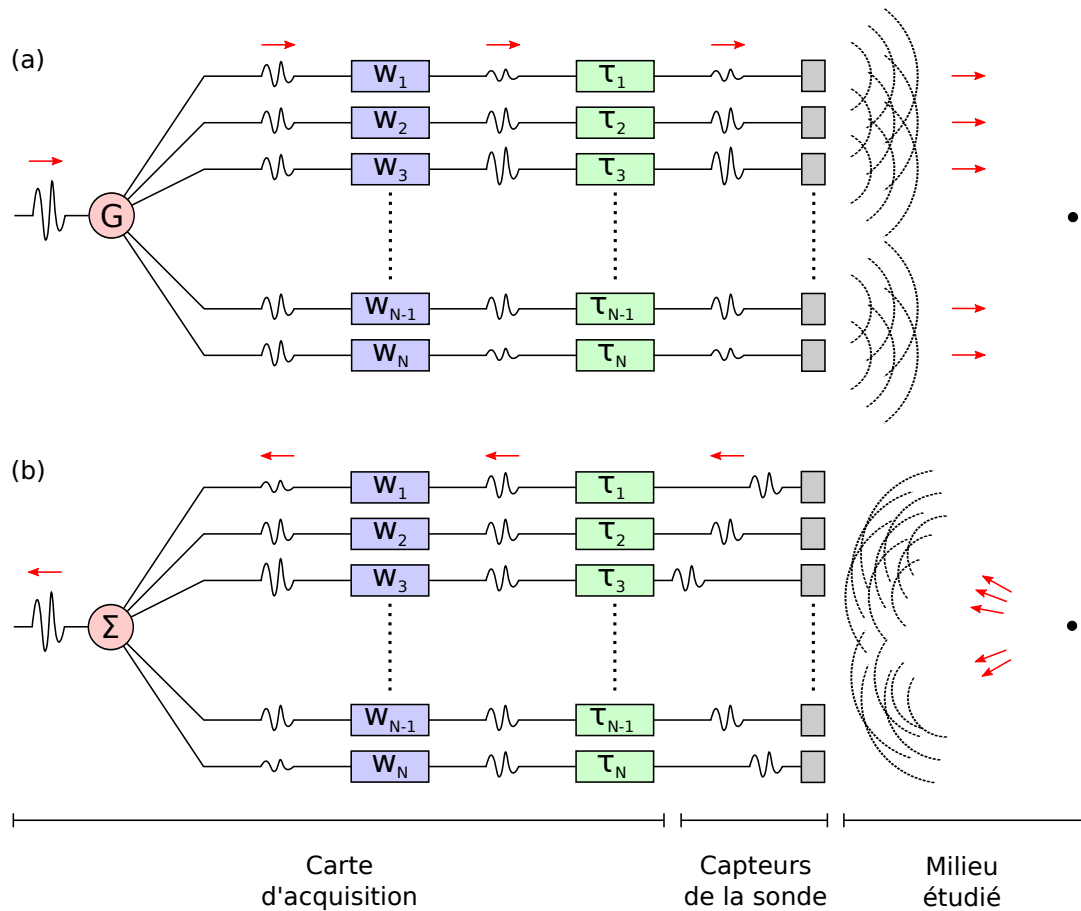 (a)
w1 τ1
w2 τ2
w3 τ3
G
wN-1 τN-1
wN τN
(b)
w1 τ1
w2 τ2
w3 τ3
Σ
wN-1 τN-1
wN τN
Carte
d'acquisition
Capteurs
de la sonde
Milieu
étudié